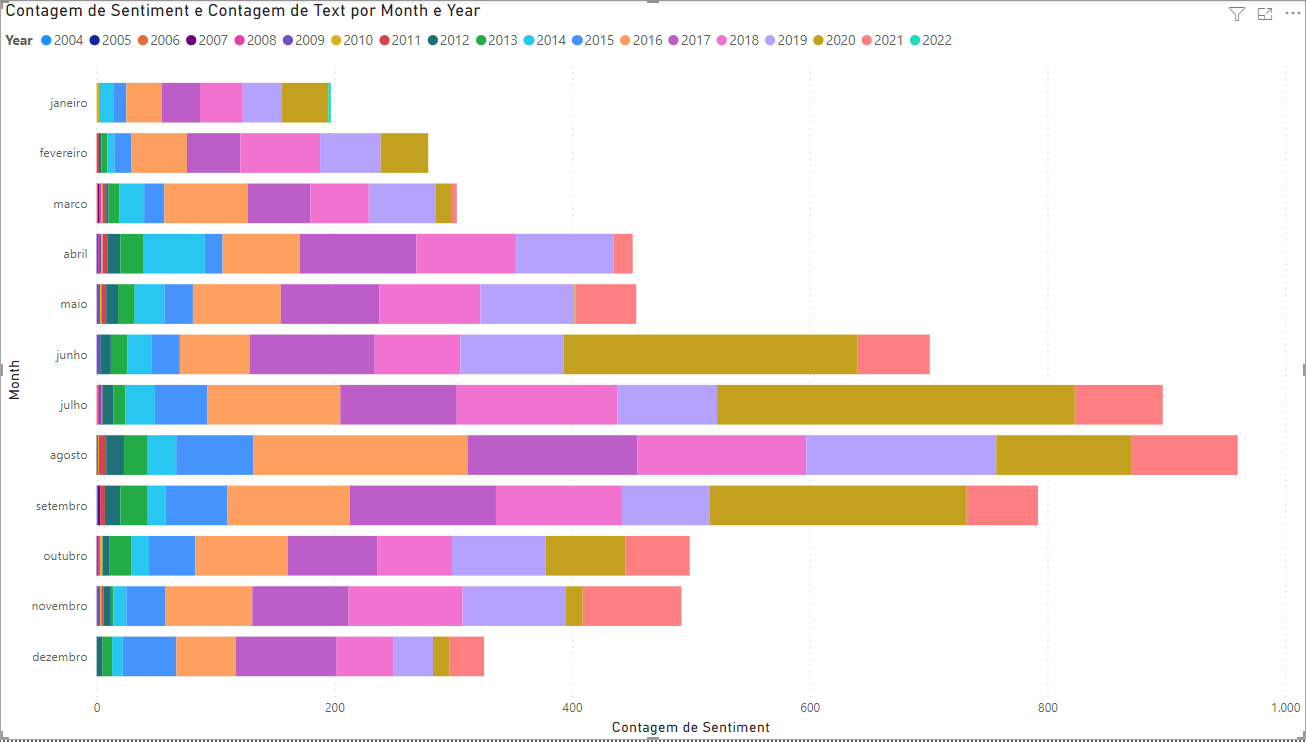 Contagem de Sentiment e Contagem de Text por Month e Year
Year 2004 2005 2006 2007 2008 2009 2010 2011 2012 2013 2014 2015 2016 2017 2018 2019 2020 2021 2022
janeiro
fevereiro
marco
abril
maio
junho
julho
agosto
setembro
outubro
novembro
dezembro
Month
0 200 400 600 800 1.000
Contagem de Sentiment